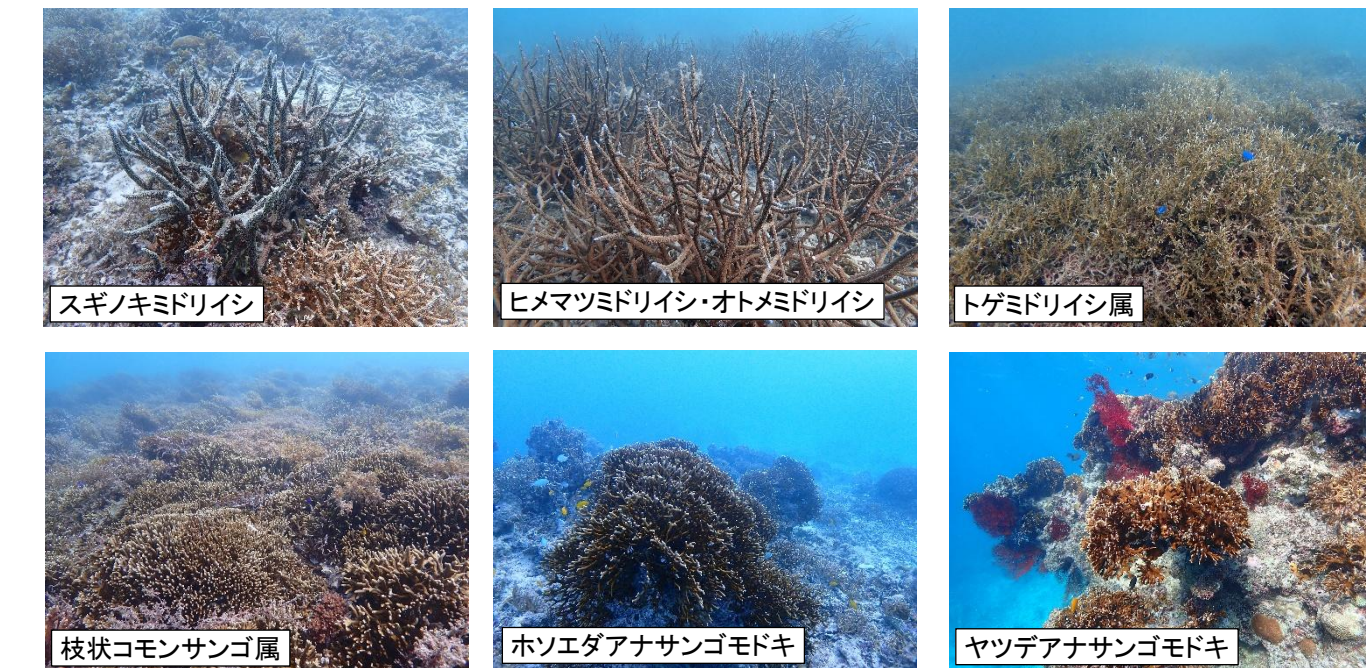 スギノキミドリイシ
ヒメマツミドリイシ・オトメミドリイシ
トゲミドリイシ属
枝状コモンサンゴ属
ホソエダアナサンゴモドキ
ヤツデアナサンゴモドキ